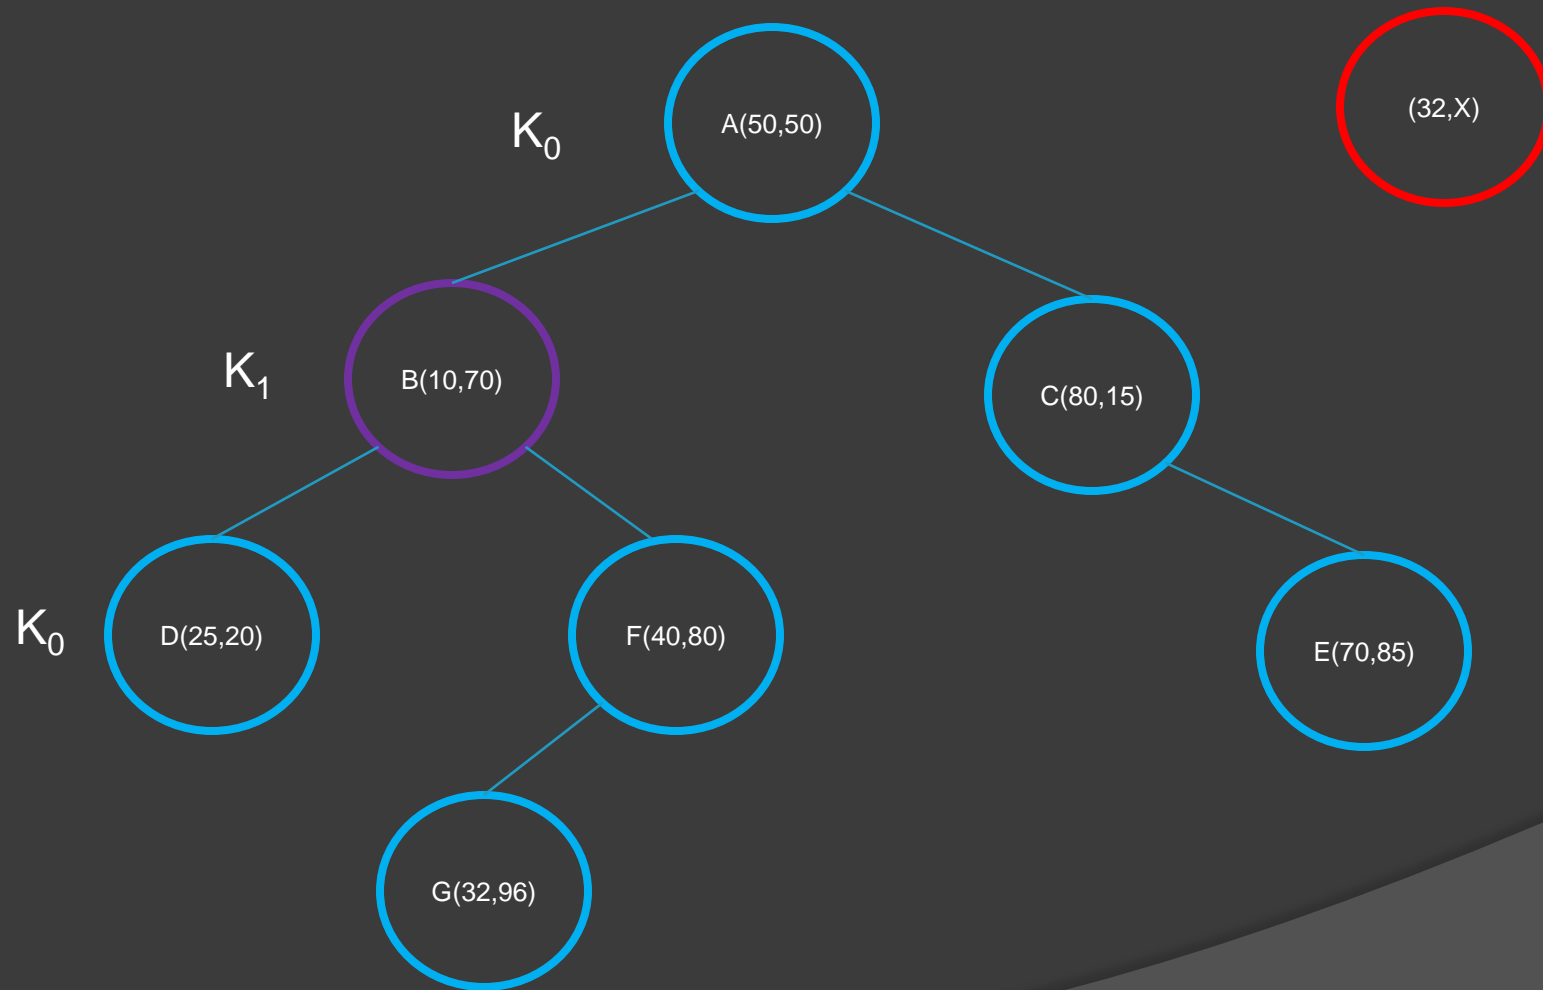 A(50,50)
(32,X)
K₀
K₁
B(10,70)
C(80,15)
K₀
D(25,20)
F(40,80)
E(70,85)
G(32,96)